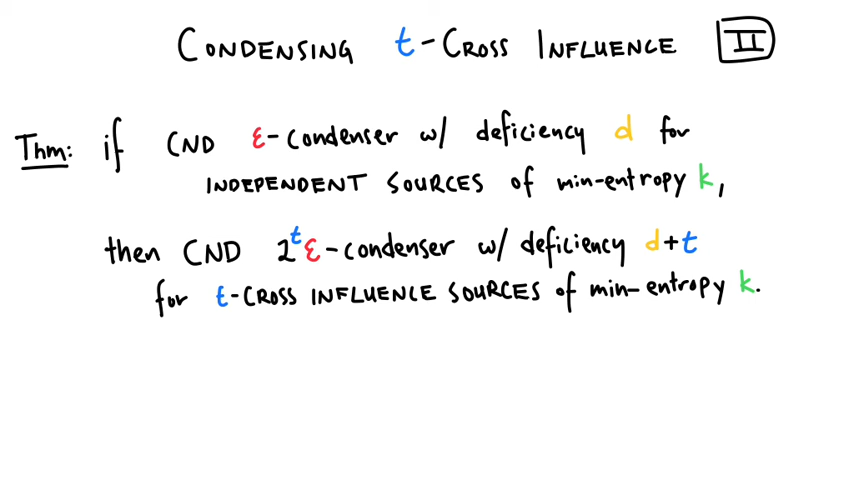 CONDENSING t-CROSS INFLUENCE II
Thm: if CND ε-condenser w/ deficiency d for
INDEPENDENT SOURCES of min-entropy k,
then CND 2^t ε-condenser w/ deficiency d+t
for t-CROSS INFLUENCE SOURCES of min-entropy k.